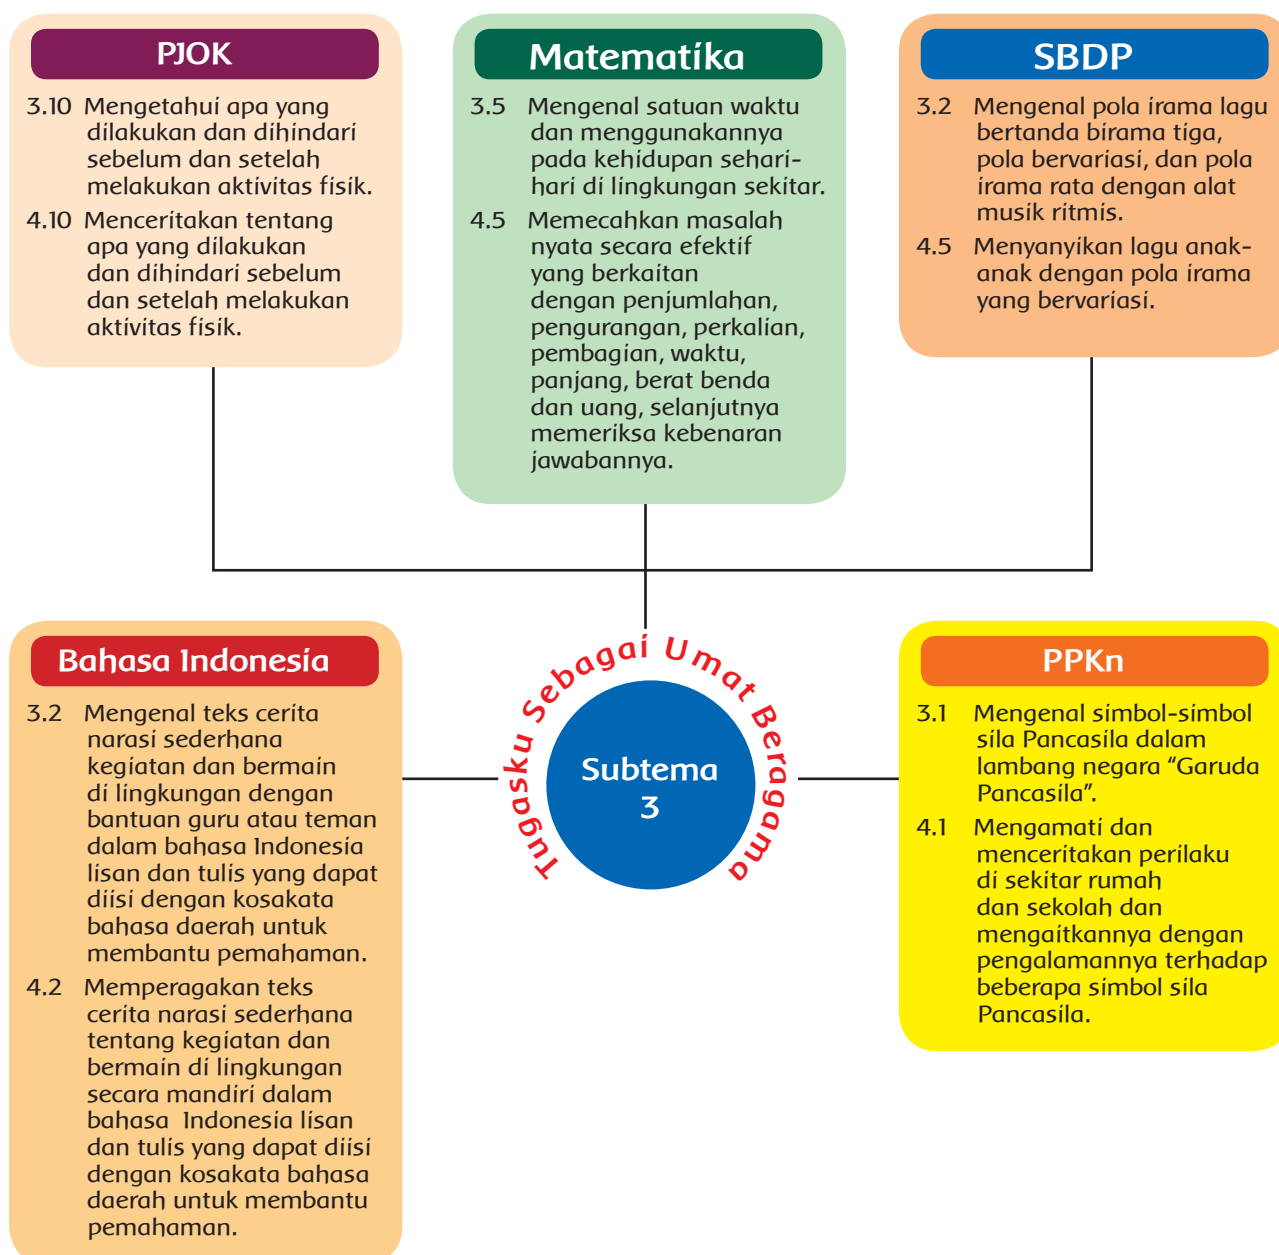 PJOK
3.10 Mengetahui apa yang
dilakukan dan dihindari
sebelum dan setelah
melakukan aktivitas fisik.
4.10 Menceritakan tentang
apa yang dilakukan
dan dihindari sebelum
dan setelah melakukan
aktivitas fisik.
Matematika
3.5 Mengenal satuan waktu
dan menggunakannya
pada kehidupan sehari-
hari di lingkungan sekitar.
4.5 Memecahkan masalah
nyata secara efektif
yang berkaitan
dengan penjumlahan,
pengurangan, perkalian,
pembagian, waktu,
panjang, berat benda
dan uang, selanjutnya
memeriksa kebenaran
jawabannya.
SBDP
3.2 Mengenal pola irama lagu
bertanda birama tiga,
pola bervariasi, dan pola
irama rata dengan alat
musik ritmis.
4.5 Menyanyikan lagu anak-
anak dengan pola irama
yang bervariasi.
Bahasa Indonesia
3.2 Mengenal teks cerita
narasi sederhana
kegiatan dan bermain
di lingkungan dengan
bantuan guru atau teman
dalam bahasa Indonesia
lisan dan tulis yang dapat
diisi dengan kosakata
bahasa daerah untuk
membantu pemahaman.
4.2 Memperagakan teks
cerita narasi sederhana
tentang kegiatan dan
bermain di lingkungan
secara mandiri dalam
bahasa Indonesia lisan
dan tulis yang dapat diisi
dengan kosakata bahasa
daerah untuk membantu
pemahaman.
Tugasku Sebagai Umat Beragama
Subtema
3
PPKn
3.1 Mengenal simbol-simbol
sila Pancasila dalam
lambang negara “Garuda
Pancasila”.
4.1 Mengamati dan
menceritakan perilaku
di sekitar rumah
dan sekolah dan
mengaitkannya dengan
pengalamannya terhadap
beberapa simbol sila
Pancasila.